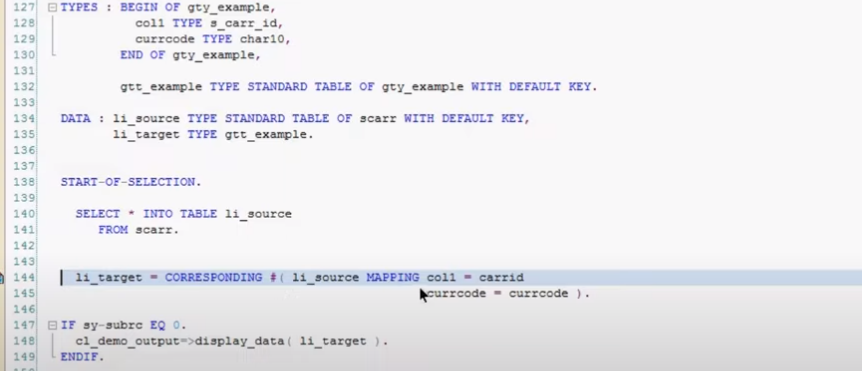 127 TYPES : BEGIN OF gty_example,
128 col1 TYPE s_carr_id,
129 currcode TYPE char10,
130 END OF gty_example,
131
132 gtt_example TYPE STANDARD TABLE OF gty_example WITH DEFAULT KEY.
133
134 DATA : li_source TYPE STANDARD TABLE OF scarr WITH DEFAULT KEY,
135 li_target TYPE gtt_example.
136
137
138 START-OF-SELECTION.
139
140 SELECT * INTO TABLE li_source
141 FROM scarr.
142
143
144 li_target = CORRESPONDING #( li_source MAPPING col1 = carrid
145 currcode = currcode ).
146
147 IF sy-subrc EQ 0.
148 cl_demo_output=>display_data( li_target ).
149 ENDIF.